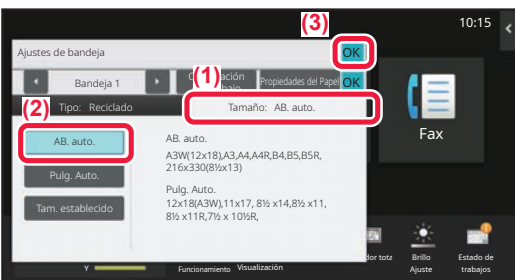 (3)
10:15
Ajustes de bandeja
OK
(1)
Bandeja 1
Propiedades del Papel
OK
(2)
Tipo: Reciclado
Tamaño: AB. auto.
AB. auto.
Pulg. Auto.
Tam. establecido
AB. auto.
A3W(12x18),A3,A4,A4R,B4,B5,B5R,
216x330(8½x13)
Pulg. Auto.
12x18(A3W),11x17, 8½ x14,8½ x11,
8½ x11R,7½ x 10½R,
Fax
Y
Funcionamiento
Visualización
Brillo
Ajuste
Estado de
trabajos